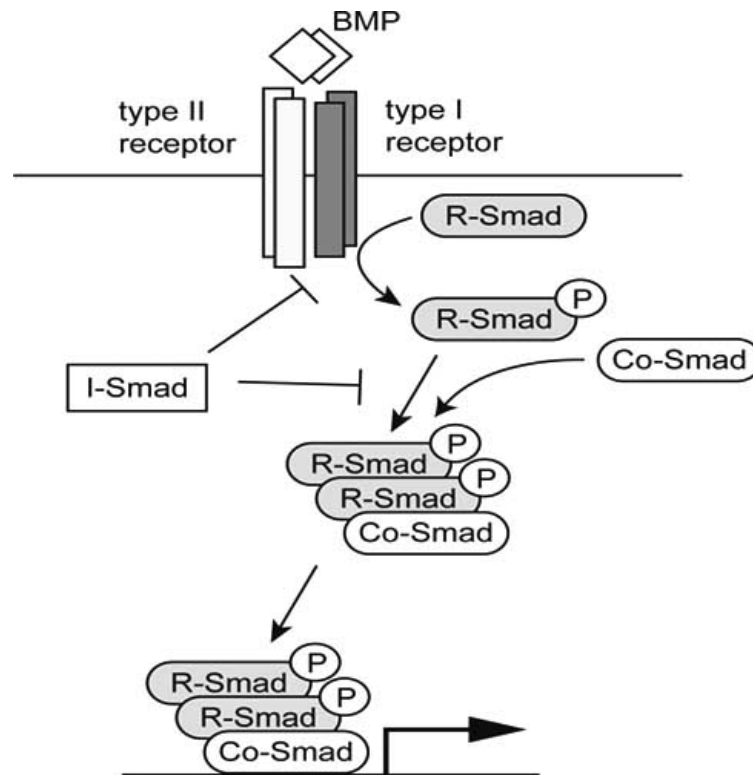 BMP
type II
receptor
type I
receptor
R-Smad
R-Smad
P
Co-Smad
I-Smad
R-Smad
P
R-Smad
P
Co-Smad
R-Smad
P
R-Smad
P
Co-Smad